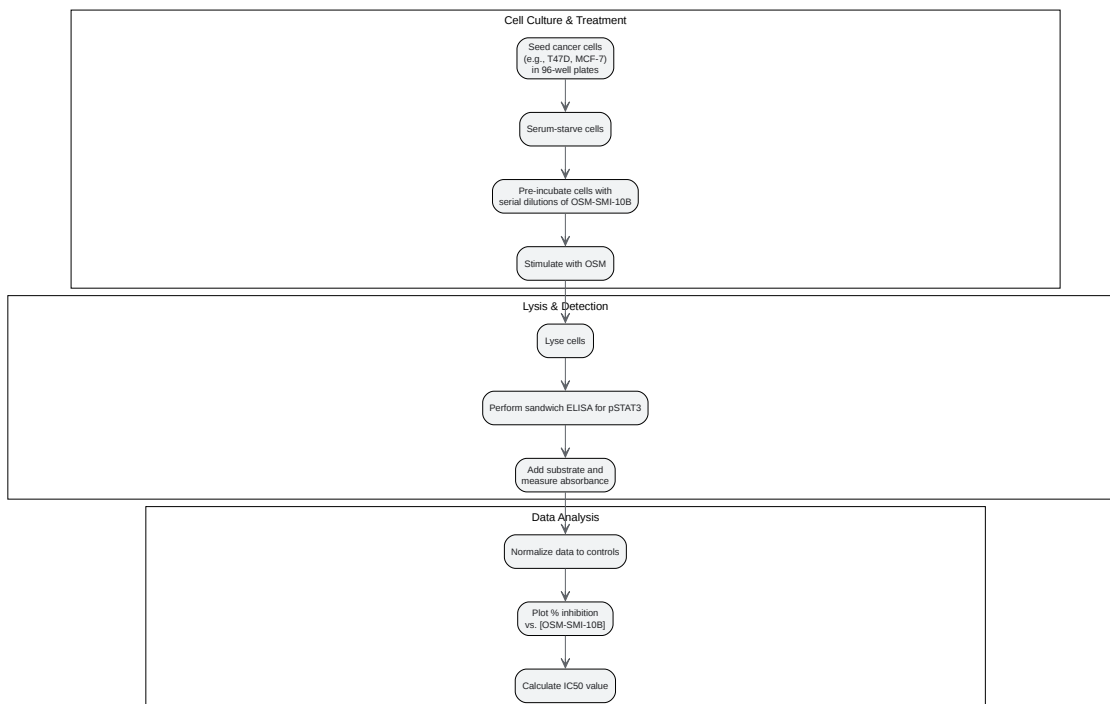 Cell Culture & Treatment
Seed cancer cells
(e.g., T47D, MCF-7)
in 96-well plates
Serum-starve cells
Pre-incubate cells with
serial dilutions of OSM-SMI-10B
Stimulate with OSM
Lysis & Detection
Lyse cells
Perform sandwich ELISA for pSTAT3
Add substrate and
measure absorbance
Data Analysis
Normalize data to controls
Plot % inhibition
vs. [OSM-SMI-10B]
Calculate IC50 value